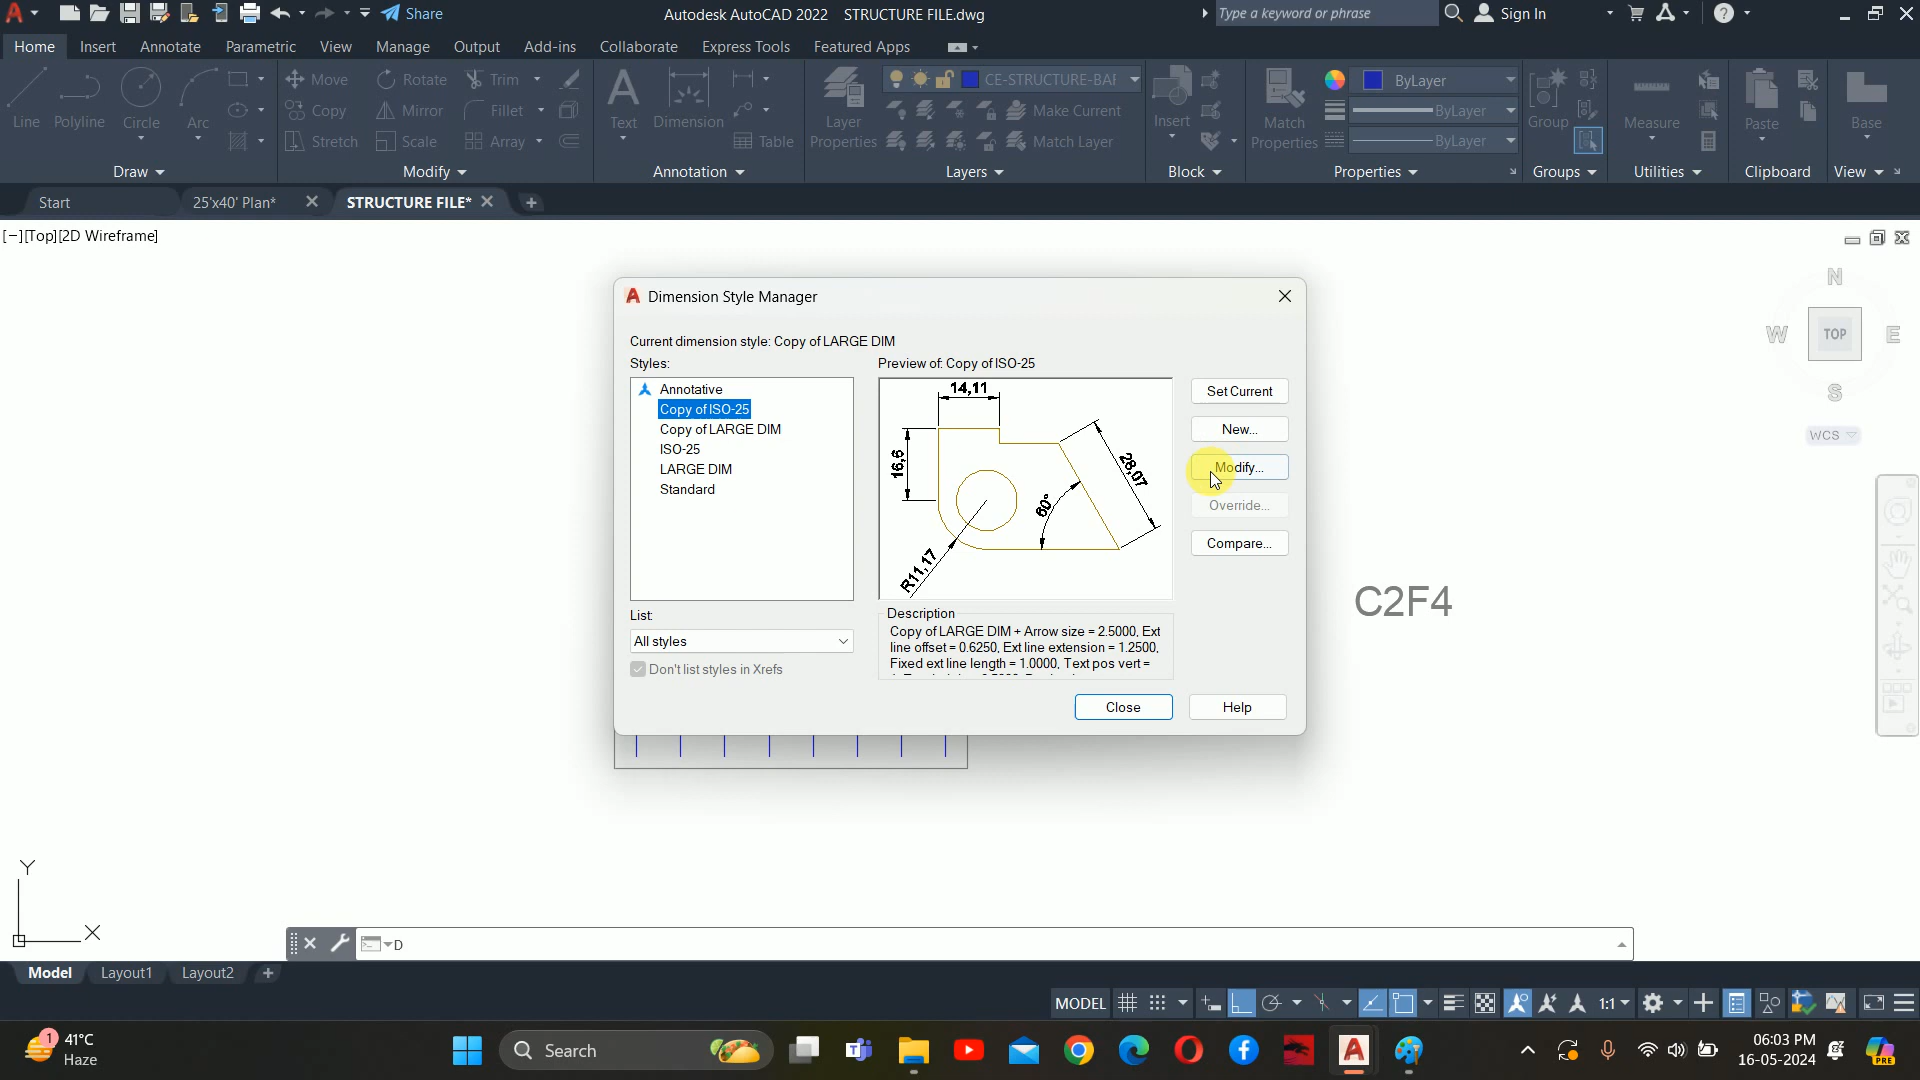 Share
Autodesk AutoCAD 2022 STRUCTURE FILE.dwg
Type a keyword or phrase
Sign In
Home Insert Annotate Parametric View Manage Output Add-ins Collaborate Express Tools Featured Apps
Line Polyline Circle Arc
Move Rotate Trim
Copy Mirror Fillet
Stretch Scale Array
Text Dimension
Table
Layer Properties
CE-STRUCTURE-BAR
Make Current
Match Layer
Insert
Match Properties
ByLayer
ByLayer
ByLayer
Group
Measure
Paste
Base
Draw Modify Annotation Layers Block Properties Groups Utilities Clipboard View
Start 25'x40' Plan* STRUCTURE FILE*
[−][Top][2D Wireframe]
N
W TOP E
S
WCS
Dimension Style Manager
Current dimension style: Copy of LARGE DIM
Styles:
Annotative
Copy of ISO-25
Copy of LARGE DIM
ISO-25
LARGE DIM
Standard
List:
All styles
Don't list styles in Xrefs
Preview of: Copy of ISO-25
14,11
16,6
28,07
60°
R11,17
Description
Copy of LARGE DIM + Arrow size = 2.5000, Ext
line offset = 0.6250, Ext line extension = 1.2500,
Fixed ext line length = 1.0000, Text pos vert =
Set Current
New...
Modify...
Override...
Compare...
Close Help
C2F4
Y
X
D
Model Layout1 Layout2
MODEL 1:1
1
41°C
Haze
Search
06:03 PM
16-05-2024
PRE